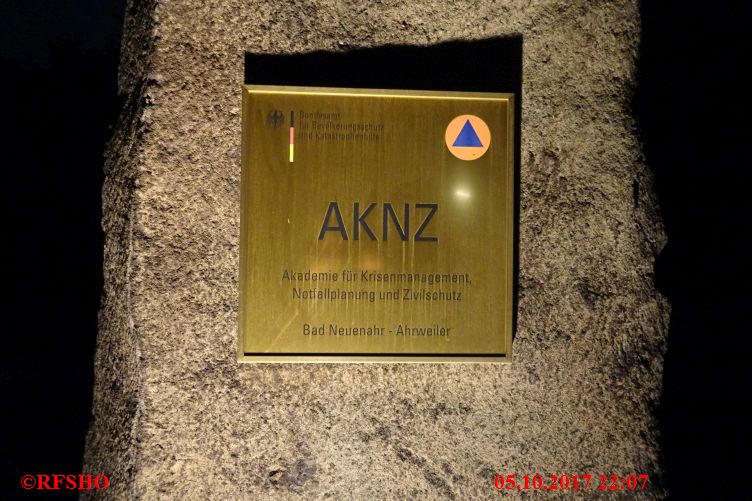 Bundesamt
für Bevölkerungsschutz
und Katastrophenhilfe
AKNZ
Akademie für Krisenmanagement,
Notfallplanung und Zivilschutz
Bad Neuenahr - Ahrweiler
©RFSHO
05.10.2017 22:07